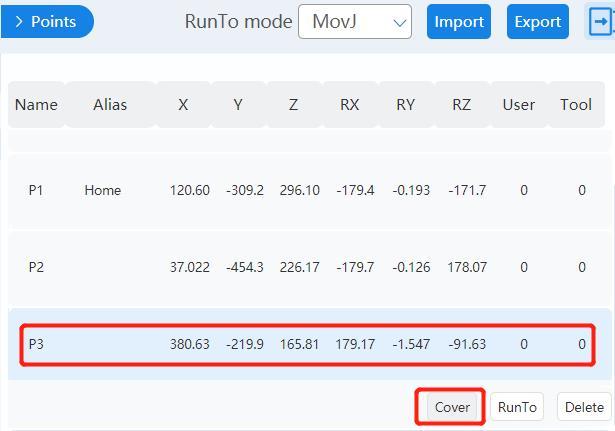 > Points RunTo mode MovJ Import Export
Name Alias X Y Z RX RY RZ User Tool
P1 Home 120.60 -309.2 296.10 -179.4 -0.193 -171.7 0 0
P2 37.022 -454.3 226.17 -179.7 -0.126 178.07 0 0
P3 380.63 -219.9 165.81 179.17 -1.547 -91.63 0 0
Cover RunTo Delete